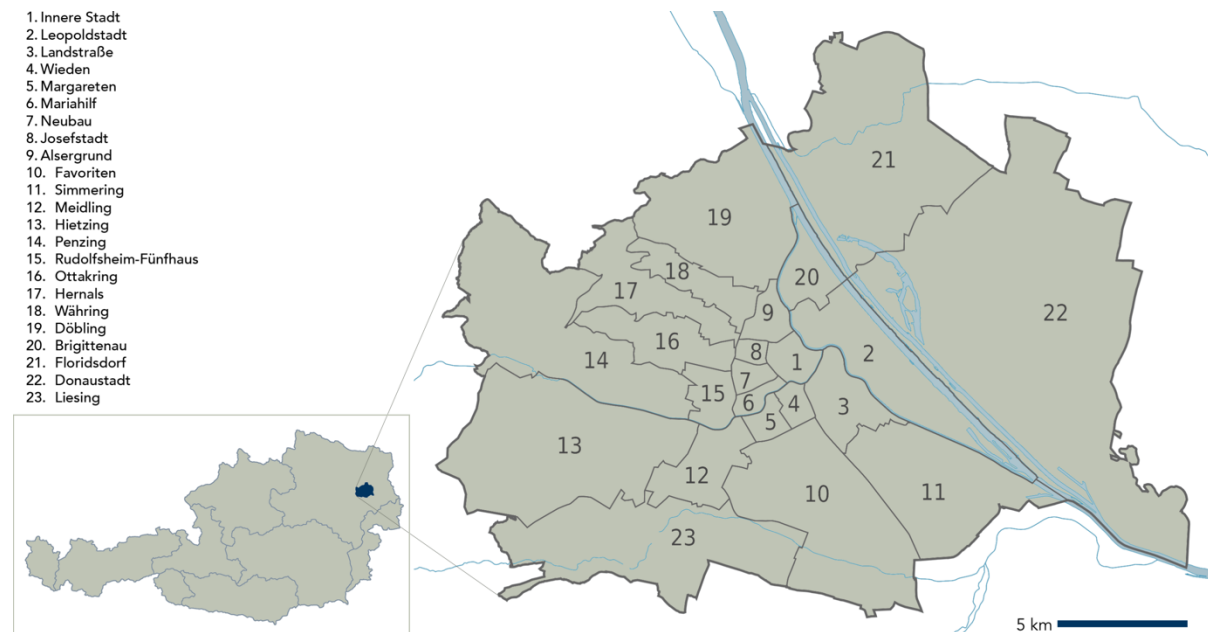 1. Innere Stadt
2. Leopoldstadt
3. Landstraße
4. Wieden
5. Margareten
6. Mariahilf
7. Neubau
8. Josefstadt
9. Alsergrund
10. Favoriten
11. Simmering
12. Meidling
13. Hietzing
14. Penzing
15. Rudolfsheim-Fünfhaus
16. Ottakring
17. Hernals
18. Währing
19. Döbling
20. Brigittenau
21. Floridsdorf
22. Donaustadt
23. Liesing
21
19
18
20
17
9
22
16
8
2
14
1
7
15
6
4
3
5
13
12
10
11
23
5 km